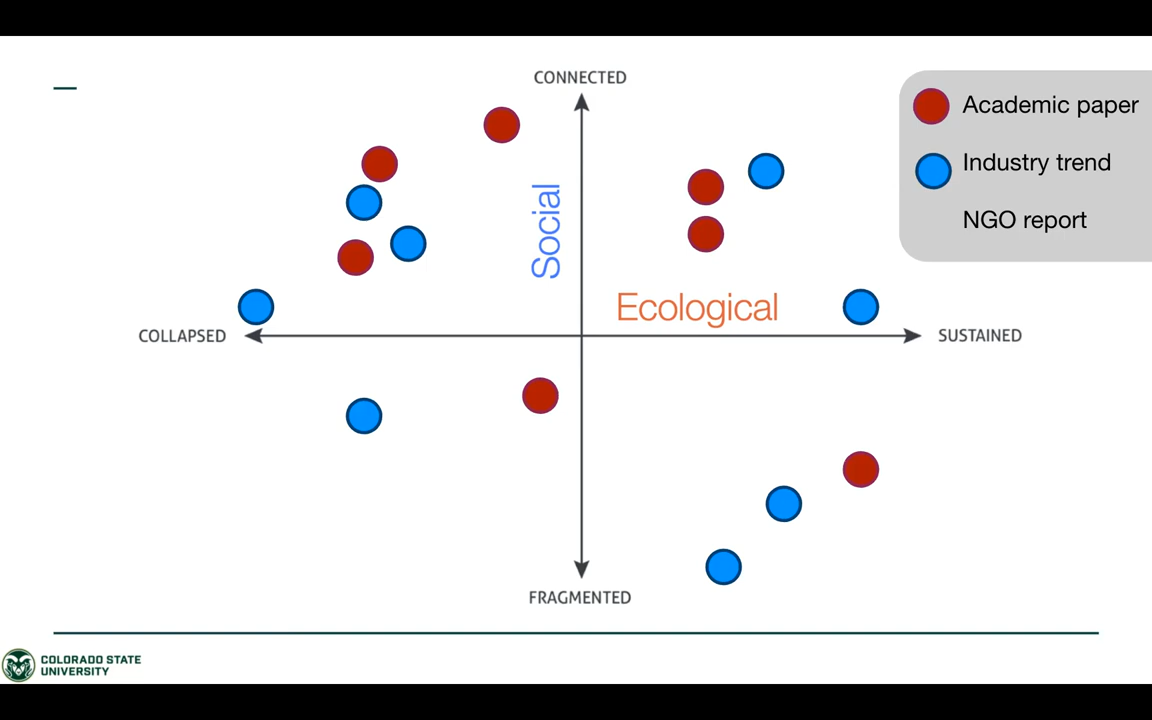 CONNECTED
Academic paper
Industry trend
NGO report
Social
Ecological
COLLAPSED
SUSTAINED
FRAGMENTED
COLORADO STATE
UNIVERSITY